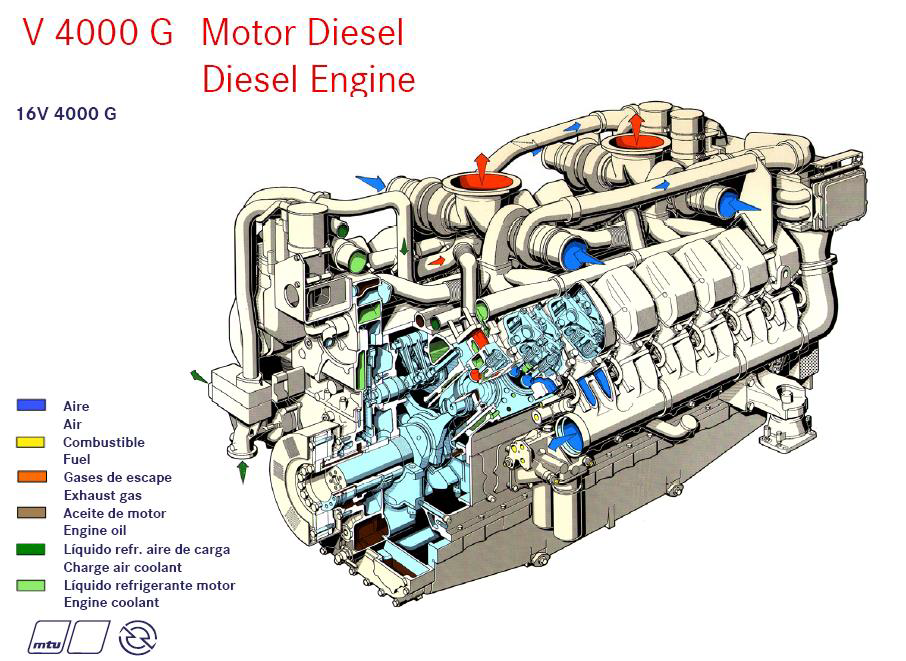 V 4000 G Motor Diesel
Diesel Engine
16V 4000 G
Aire
Air
Combustible
Fuel
Gases de escape
Exhaust gas
Aceite de motor
Engine oil
Líquido refr. aire de carga
Charge air coolant
Líquido refrigerante motor
Engine coolant
mtu